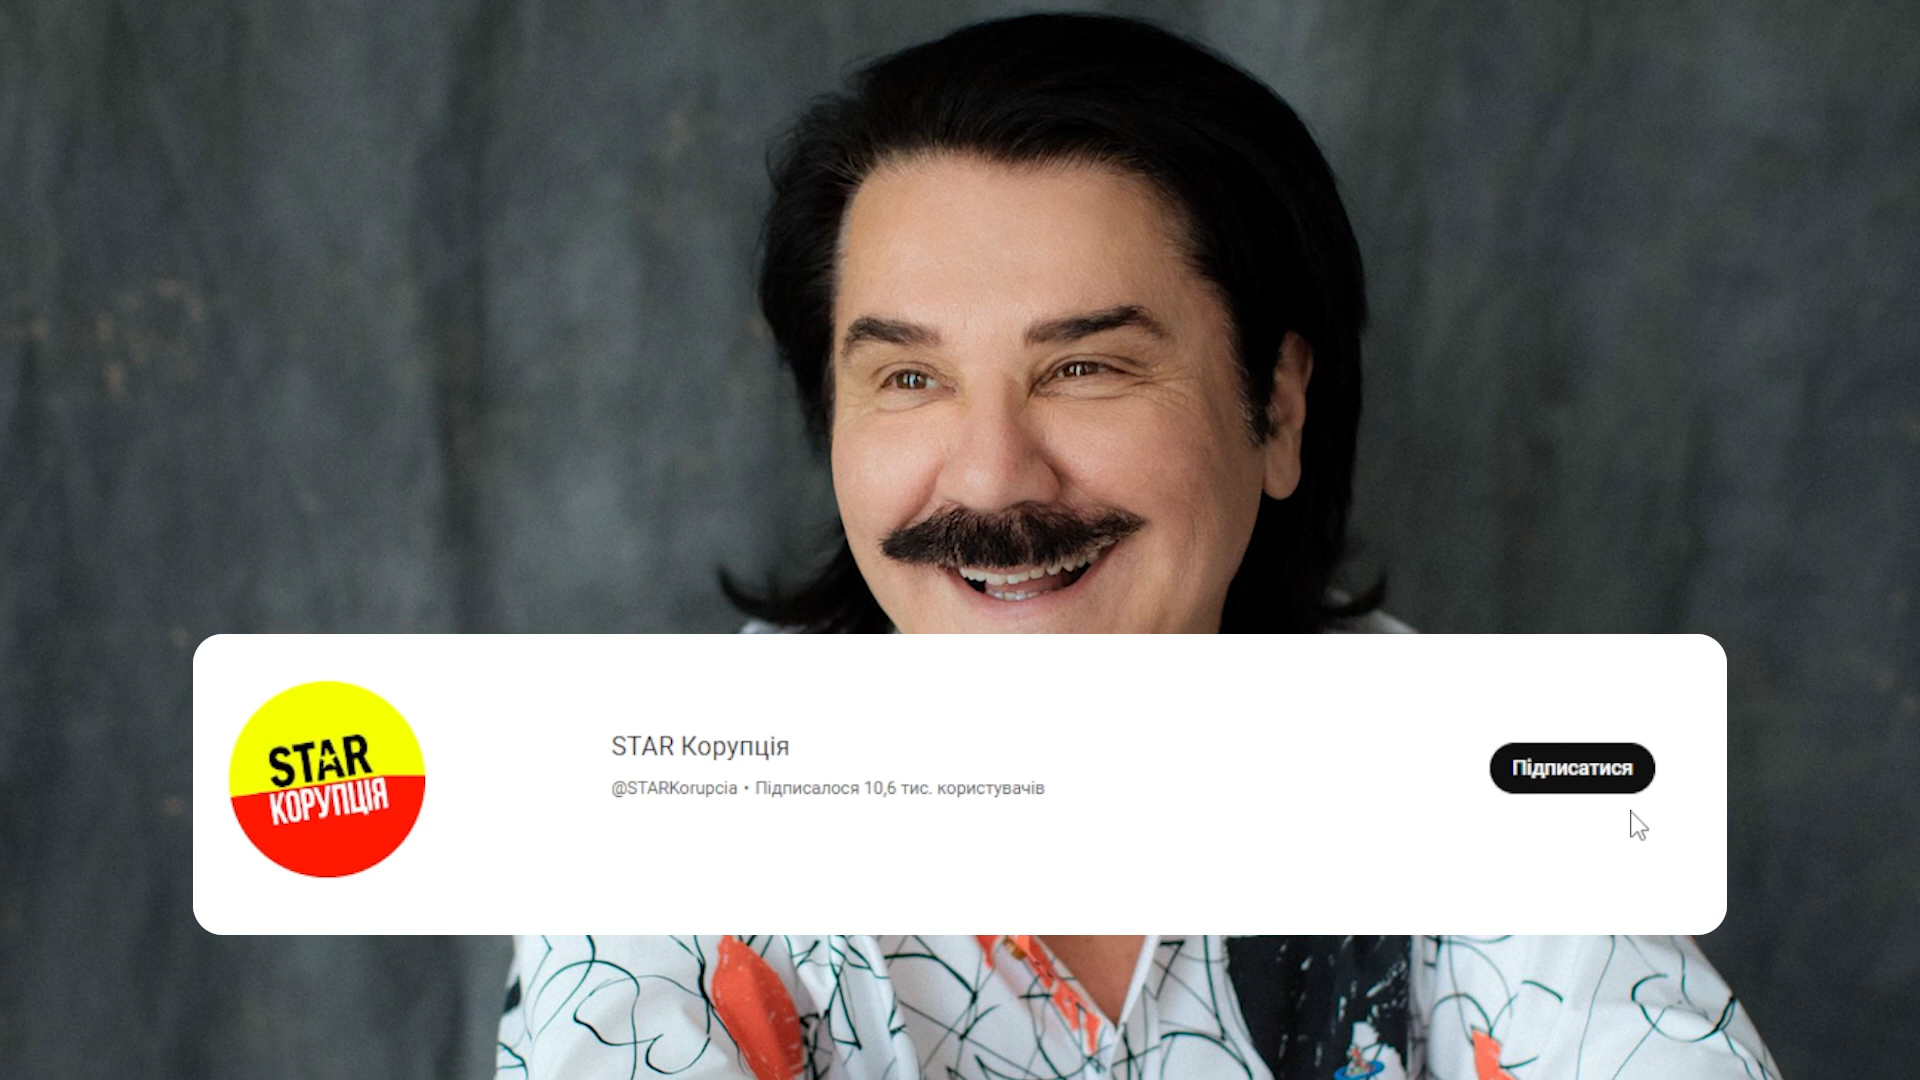 STAR
КОРУПЦІЯ
STAR Корупція
@STARKorupcia • Підписалося 10,6 тис. користувачів
Підписатися